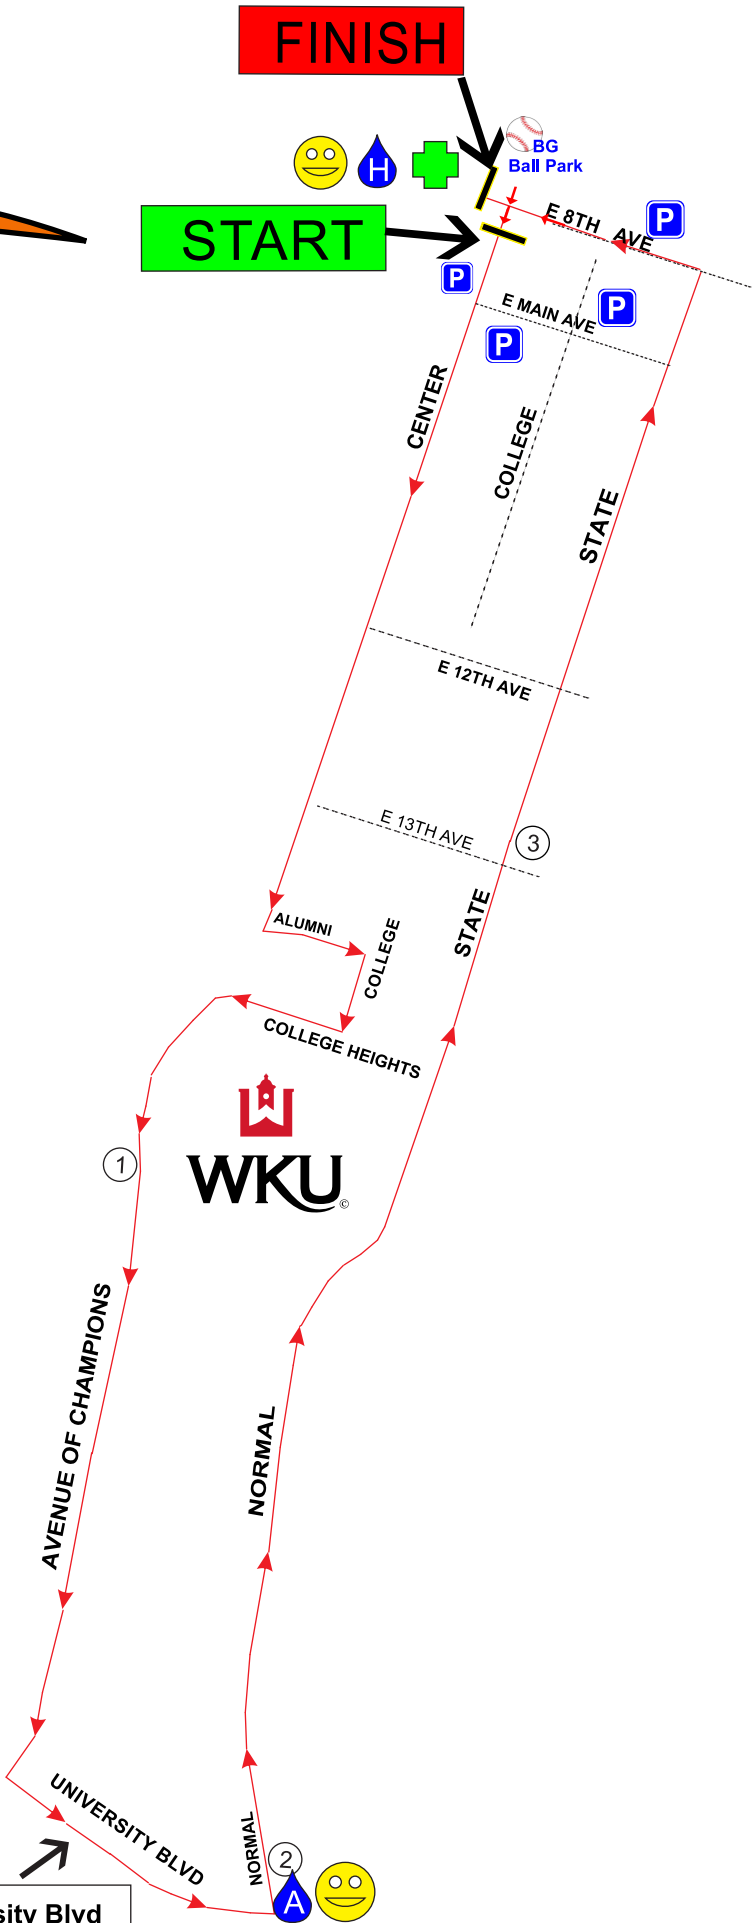 FINISH
BG
Ball Park
H
START
E 8TH AVE
P
P
P
E MAIN AVE
P
CENTER
COLLEGE
STATE
E 12TH AVE
E 13TH AVE
3
STATE
ALUMNI
COLLEGE
COLLEGE HEIGHTS
1
WKU
©
AVENUE OF CHAMPIONS
NORMAL
UNIVERSITY BLVD
NORMAL
2
A
sity Blvd